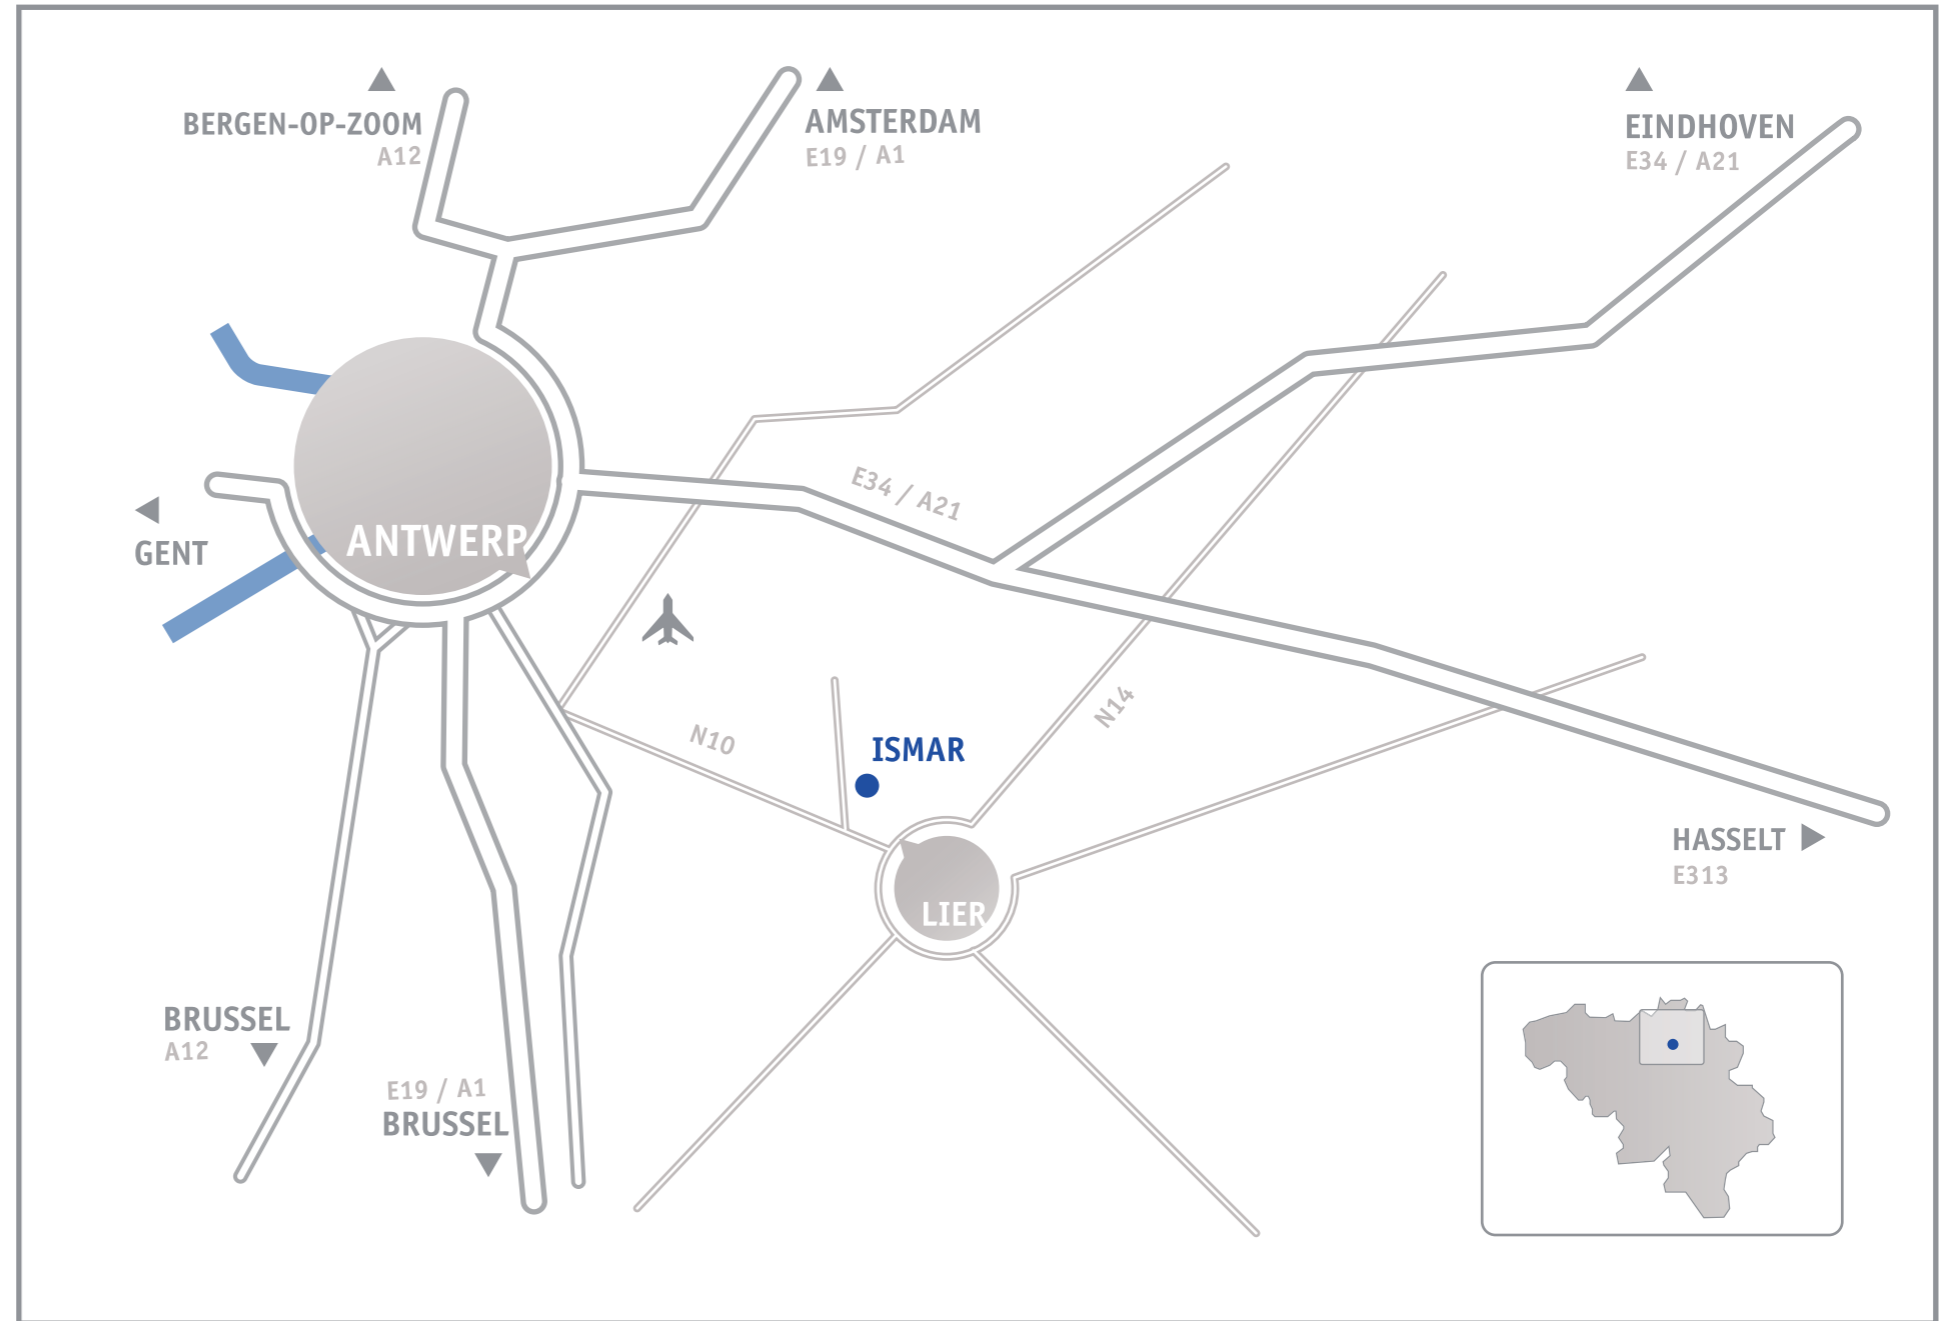 BERGEN-OP-ZOOM
A12
AMSTERDAM
E19 / A1
EINDHOVEN
E34 / A21
E34 / A21
ANTWERP
GENT
N14
N10
ISMAR
HASSELT
E313
LIER
BRUSSEL
A12
E19 / A1
BRUSSEL